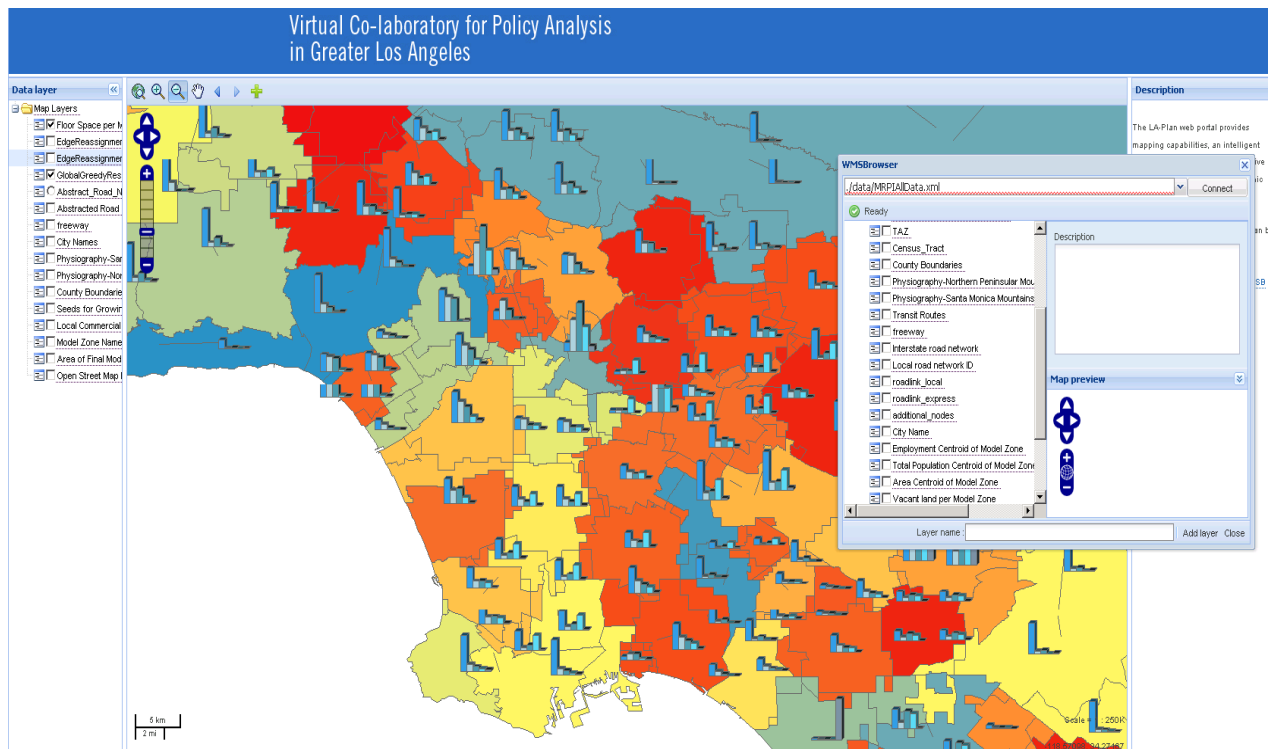 Virtual Co-laboratory for Policy Analysis
in Greater Los Angeles
Data layer
Map Layers
Floor Space per M
EdgeReassignmer
EdgeReassignmer
GlobalGreedyRes
Abstract_Road_N
Abstracted Road
freeway
City Names
Physiography-Sar
Physiography-Nor
County Boundarie
Seeds for Growin
Local Commercial
Model Zone Name
Area of Final Mod
Open Street Map
5 km
2 mi
Scale
: 250K
Description
The LA-Plan web portal provides
mapping capabilities, an intelligent
WMSBrowser
./data/MRPIAllData.xml
Connect
Ready
TAZ
Census_Tract
County Boundaries
Physiography-Northern Peninsular Mou
Physiography-Santa Monica Mountains
Transit Routes
freeway
Interstate road network
Local road network ID
roadlink_local
roadlink_express
additional_nodes
City Name
Employment Centroid of Model Zone
Total Population Centroid of Model Zone
Area Centroid of Model Zone
Vacant land per Model Zone
Description
Map preview
Layer name :
Add layer Close